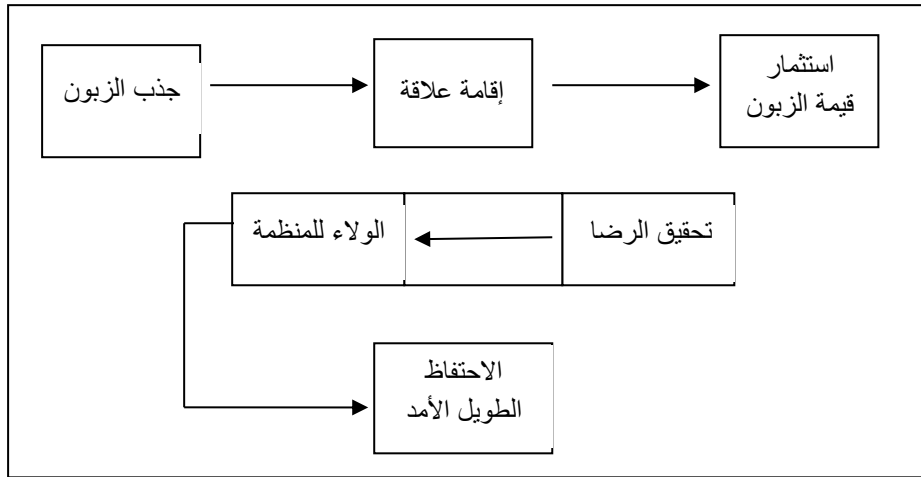 جذب الزبون
إقامة علاقة
استثمار
قيمة الزبون
تحقيق الرضا
الولاء للمنظمة
الاحتفاظ
الطويل الأمد